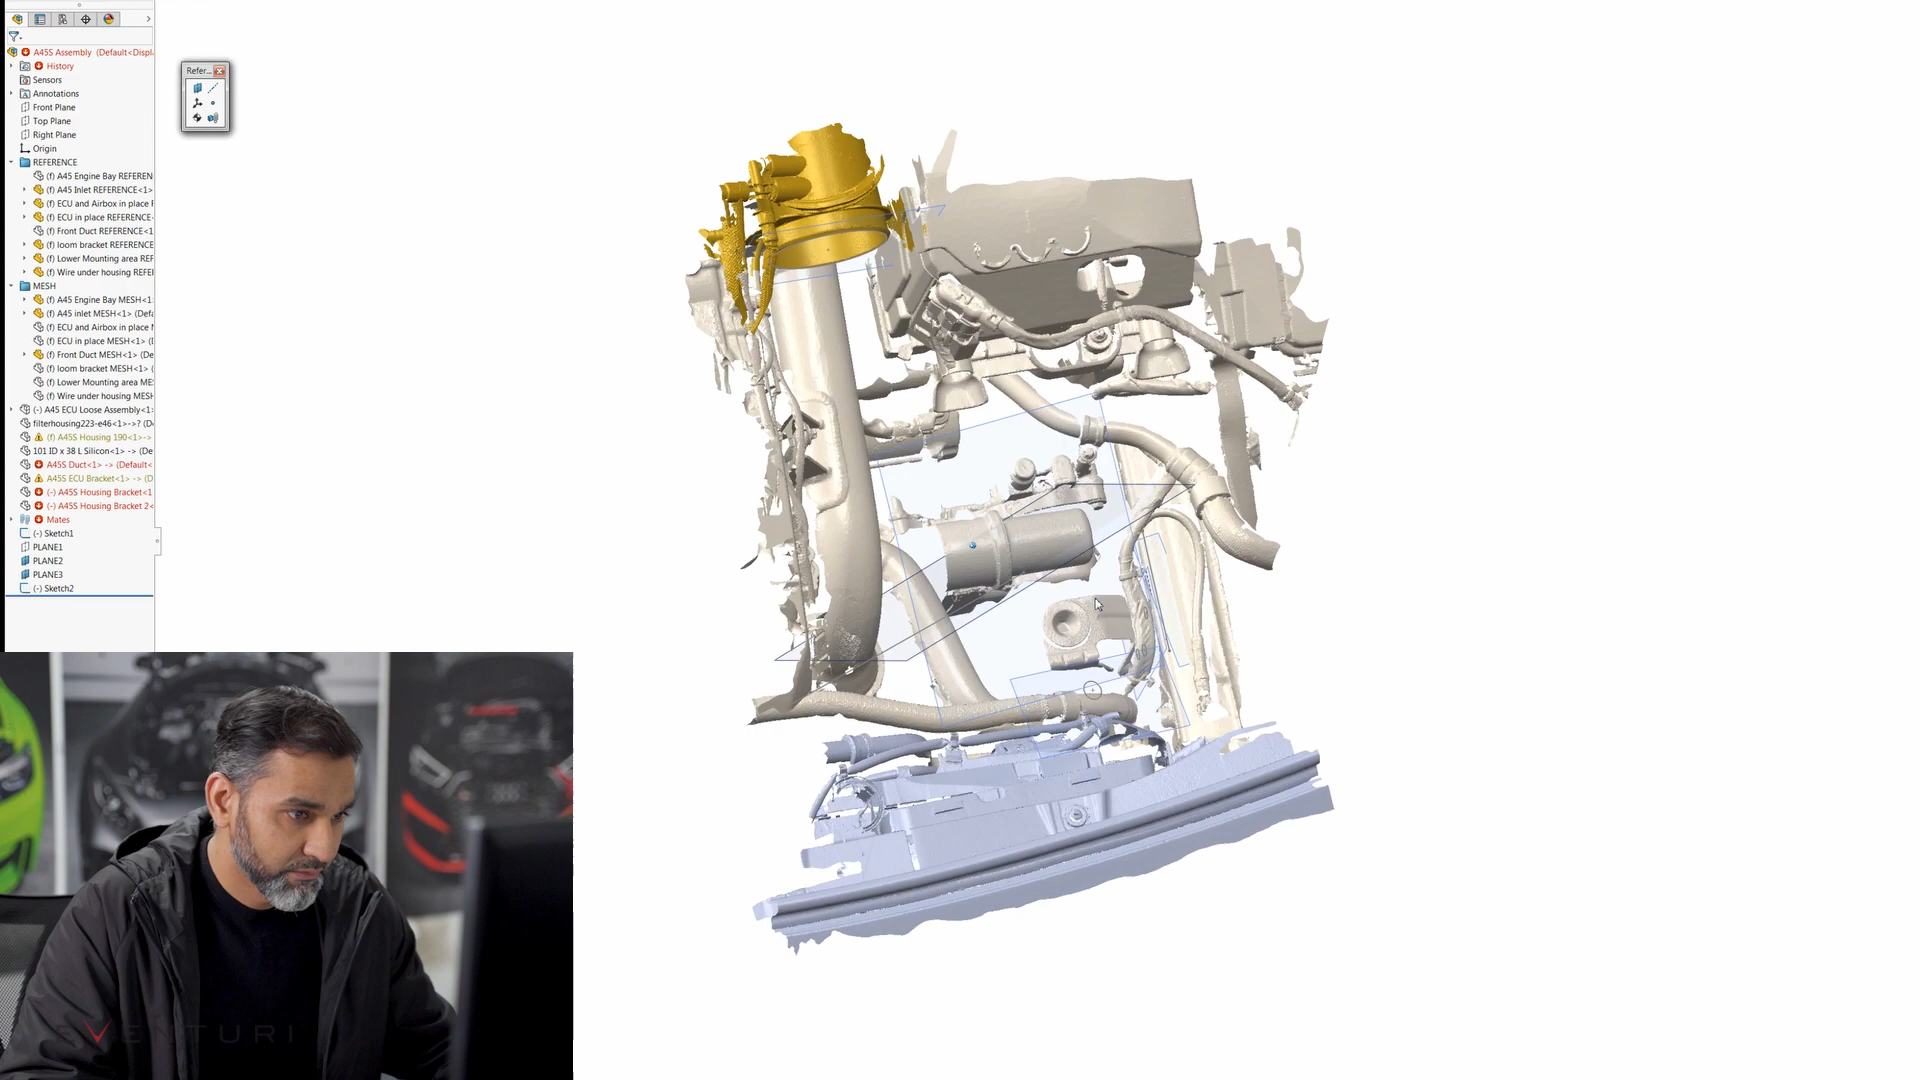 Refer...
A45S Assembly (Default<Displ
History
Sensors
Annotations
Front Plane
Top Plane
Right Plane
Origin
REFERENCE
(f) A45 Engine Bay REFEREN
(f) A45 Inlet REFERENCE<1>
(f) ECU and Airbox in place F
(f) ECU in place REFERENCE<
(f) Front Duct REFERENCE<1
(f) loom bracket REFERENCE
(f) Lower Mounting area REF
(f) Wire under housing REFEI
MESH
(f) A45 Engine Bay MESH<1
(f) A45 inlet MESH<1> (Defa
(f) ECU and Airbox in place M
(f) ECU in place MESH<1> (D
(f) Front Duct MESH<1> (De
(f) loom bracket MESH<1> (
(f) Lower Mounting area ME
(f) Wire under housing MESH
(-) A45 ECU Loose Assembly<1>
filterhousing223-e46<1>->? (D
(f) A45S Housing 190<1>->
101 ID x 38 L Silicon<1> -> (De
A45S Duct<1> -> (Default<
A45S ECU Bracket<1> -> (D
(-) A45S Housing Bracket<1
(-) A45S Housing Bracket 2<
Mates
(-) Sketch1
PLANE1
PLANE2
PLANE3
(-) Sketch2
EVENTURI